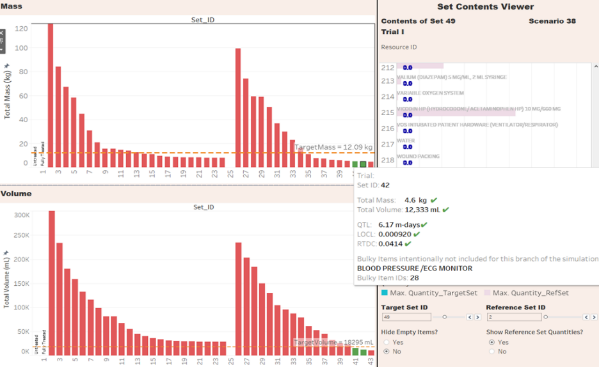 Mass
Set_ID
120
100
80
60
40
20
0
Total Mass (kg)
TargetMass = 12.09 kg
1
3
5
7
9
11
13
15
17
19
21
23
25
27
29
31
33
35
37
39
41
43
Volume
Set_ID
300K
250K
200K
150K
100K
50K
0K
Total Volume (mL)
TargetVolume = 18295 mL
1
3
5
7
9
11
13
15
17
19
21
23
25
27
29
31
33
35
37
39
41
43
Set Contents Viewer
Contents of Set 49 Scenario 38
Trial I
Resource ID
212 0.0
213 0.0
214 0.0
VARIABLE OXYGEN SYSTEM
215 0.0
216 0.0
217 0.0
WATER
218 0.0
WOUND PACKING
Trial:
Set ID: 42
Total Mass: 4.6 kg ✔
Total Volume: 12,333 mL ✔
QTL: 6.17 m-days ✔
LOCL: 0.000920 ✔
RTDC: 0.0414 ✔
Bulky items intentionally not included for this branch of the simulation
BLOOD PRESSURE /ECG MONITOR
Bulky Item IDs: 28
Max. Quantity_TargetSet Max. Quantity_RefSet
Target Set ID Reference Set ID
49 2
Hide Empty Items? Show Reference Set Quantities?
Yes Yes
No No